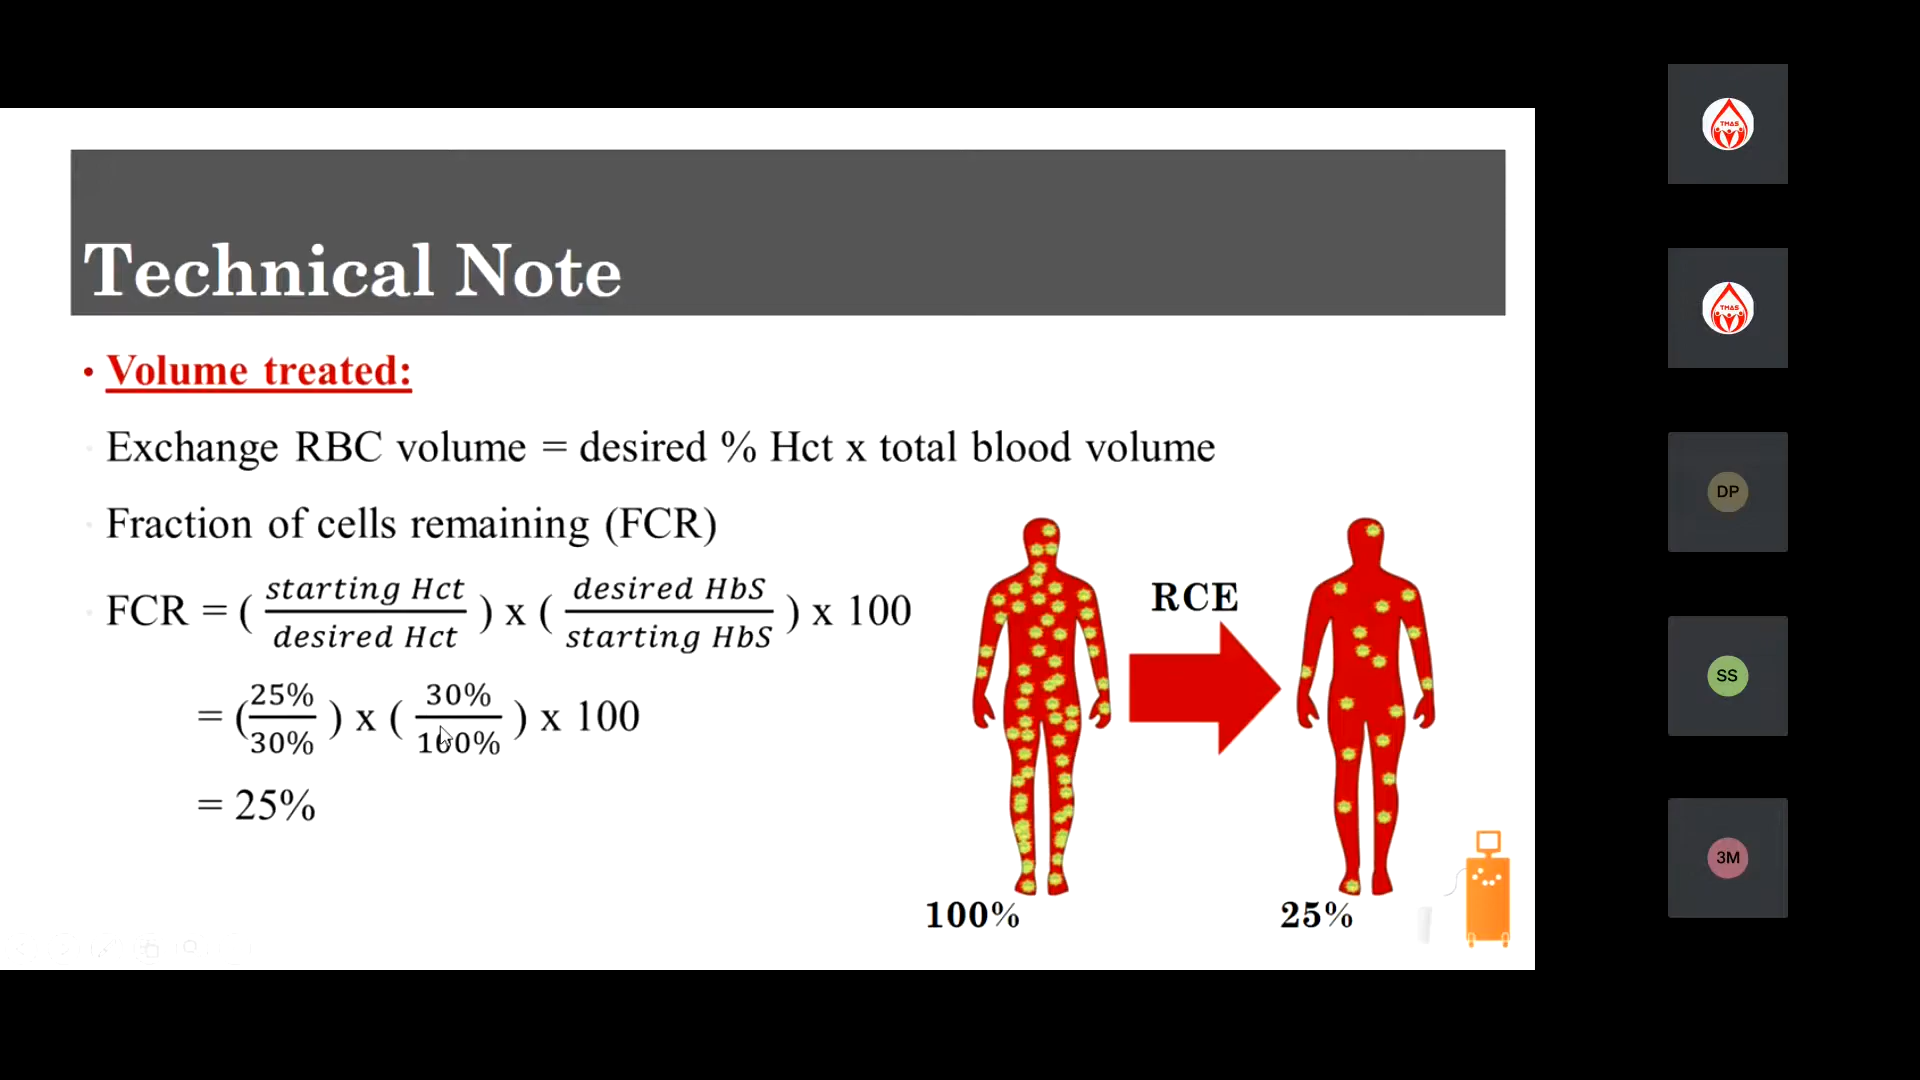 Technical Note
• Volume treated:
Exchange RBC volume = desired % Hct x total blood volume
Fraction of cells remaining (FCR)
FCR = ( starting Hct / desired Hct ) x ( desired HbS / starting HbS ) x 100
= ( 25% / 30% ) x ( 30% / 100% ) x 100
= 25%
RCE
100%
25%
TMAS
TMAS
DP
SS
3M